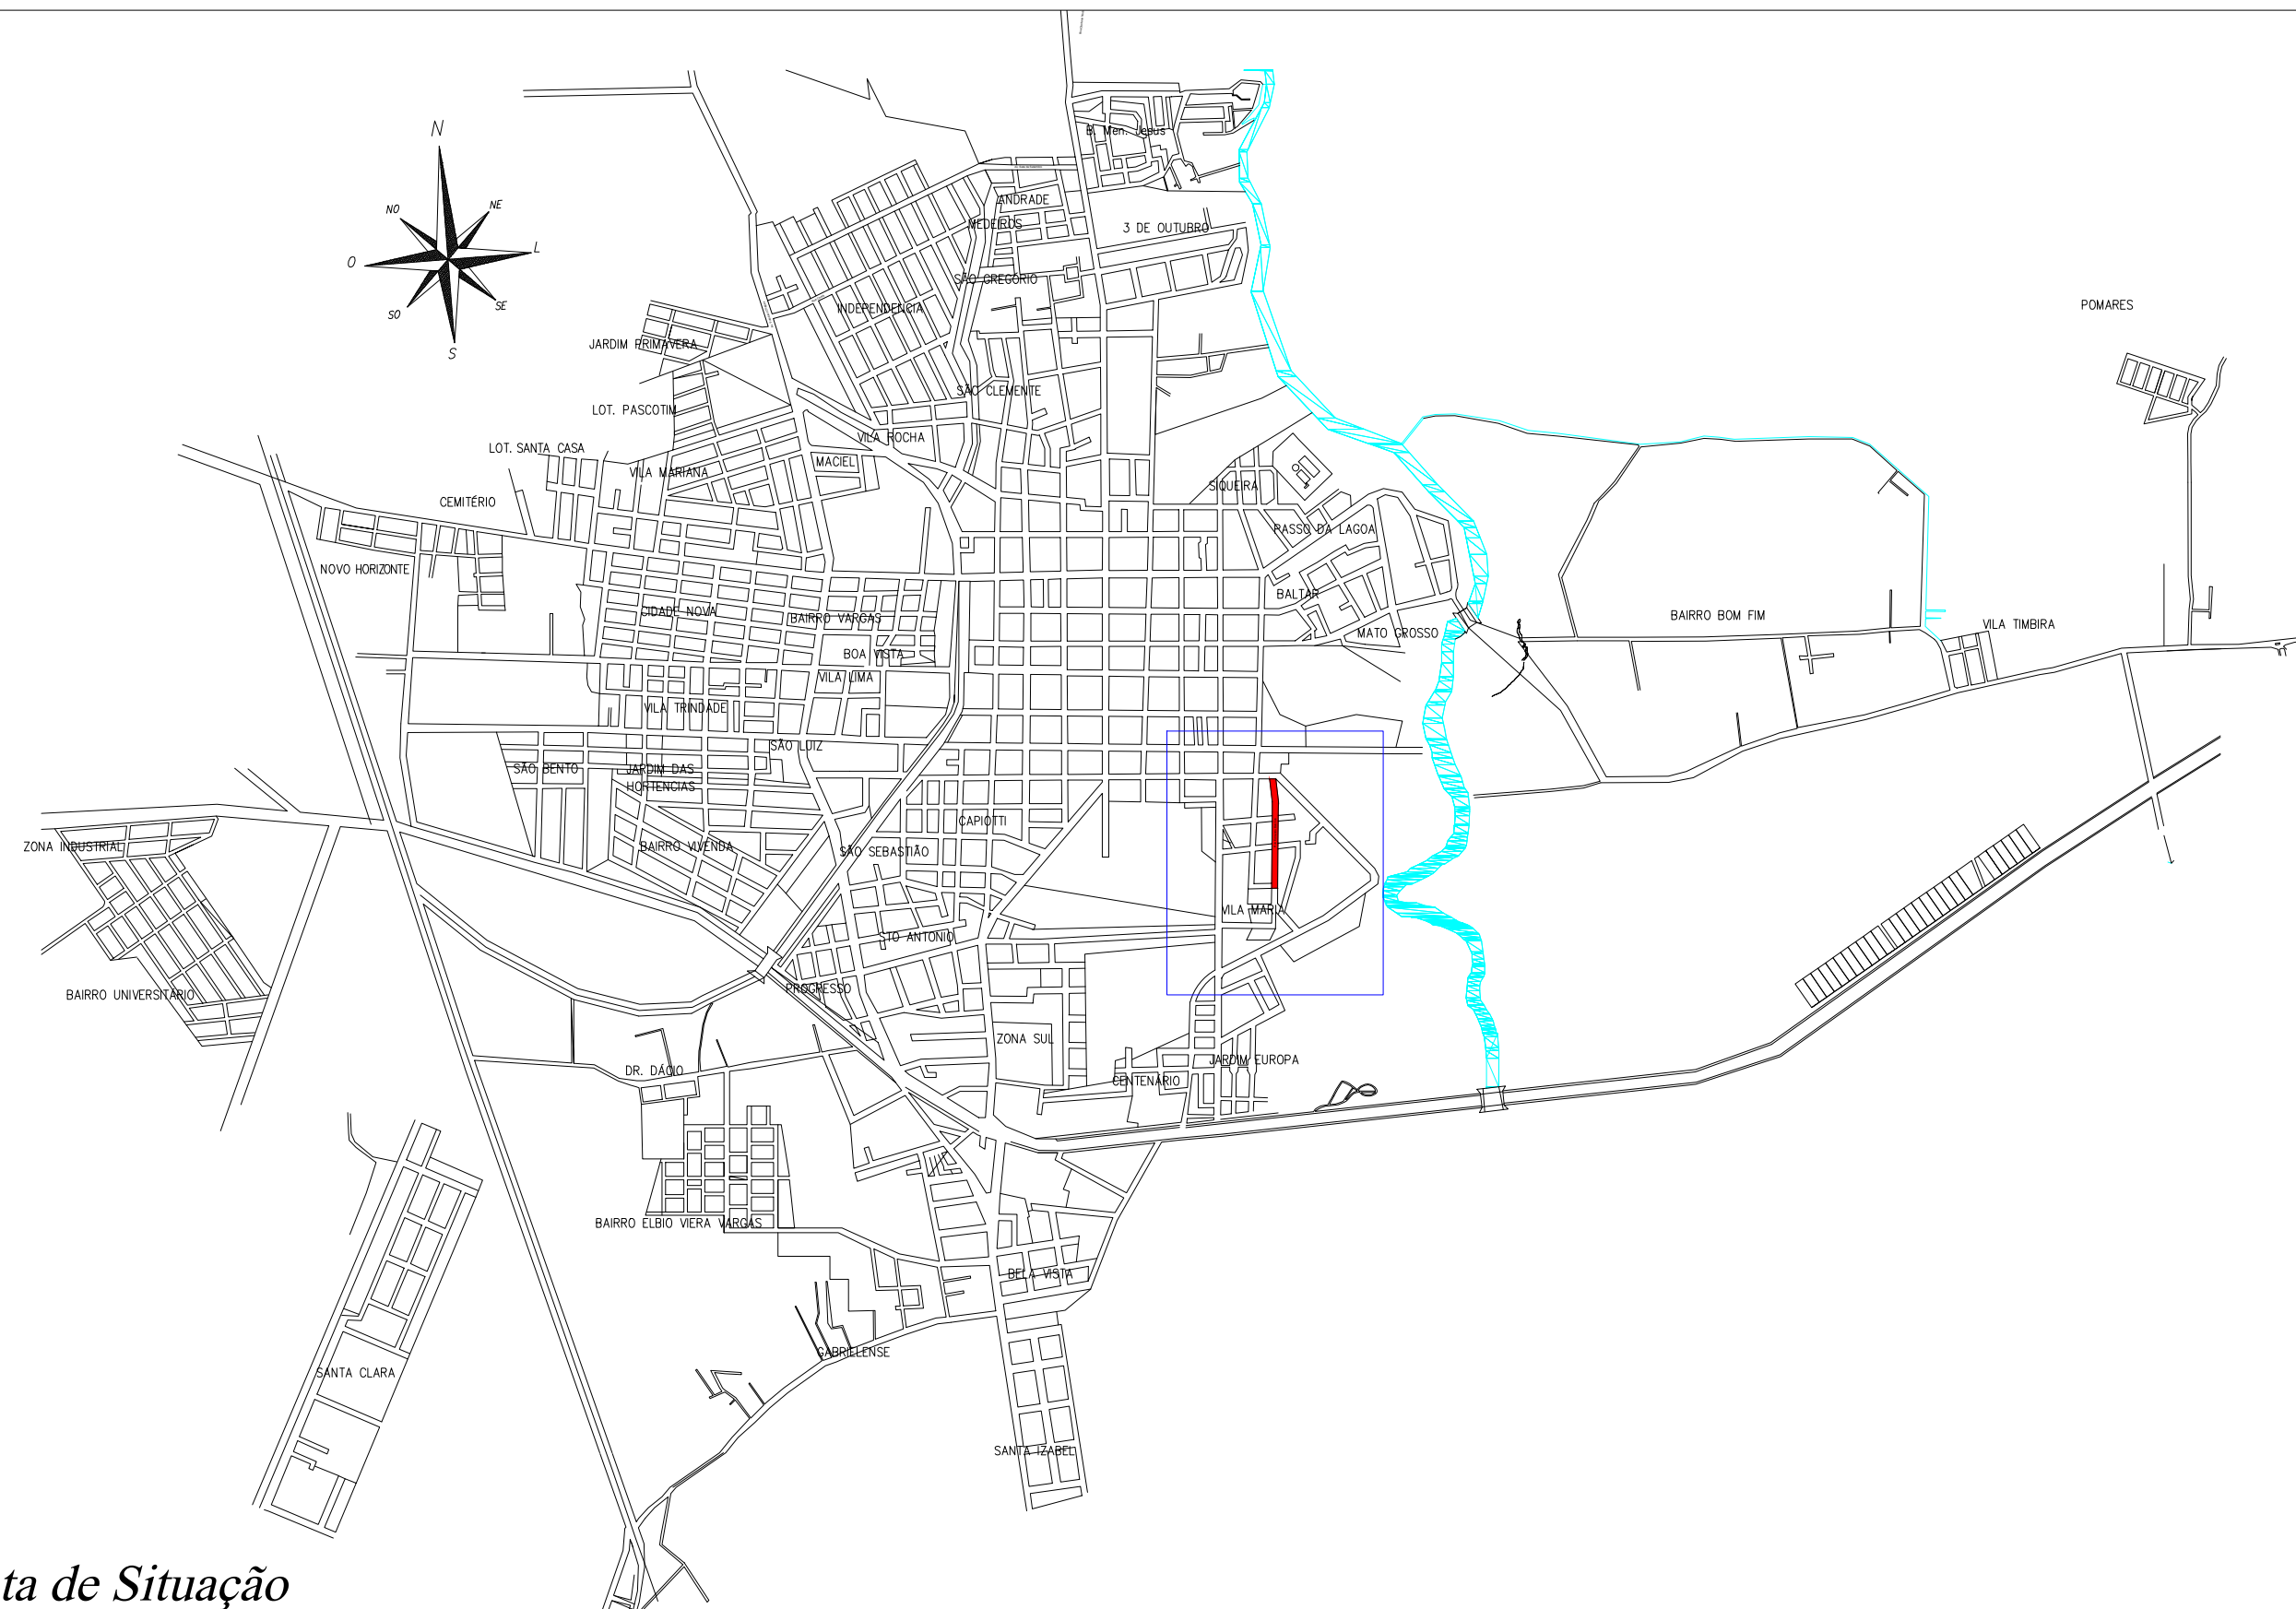 N
NO
NE
O
L
SO
SE
S
B. Men. Jesus
ANDRADE
MEDEIROS
3 DE OUTUBRO
SÃO GREGÓRIO
INDEPENDENCIA
POMARES
JARDIM PRIMAVERA
SÃO CLEMENTE
LOT. PASCOTIM
VILA ROCHA
LOT. SANTA CASA
MACIEL
VILA MARIANA
SIQUEIRA
CEMITÉRIO
PASSO DA LAGOA
NOVO HORIZONTE
BALTAR
CIDADE NOVA
BAIRRO VARGAS
BAIRRO BOM FIM
VILA TIMBIRA
MATO GROSSO
BOA VISTA
VILA LIMA
VILA TRINDADE
SÃO LUIZ
SÃO BENTO
JARDIM DAS
HORTENCIAS
CAPIOTTI
ZONA INDUSTRIAL
BAIRRO VIVENDA
SÃO SEBASTIÃO
VILA MARIA
STO ANTONIO
PROGRESSO
BAIRRO UNIVERSITÁRIO
ZONA SUL
JARDIM EUROPA
DR. DÁCIO
CENTENÁRIO
BAIRRO ELBIO VIERA VARGAS
BELA VISTA
GABRIELENSE
SANTA CLARA
SANTA IZABEL
ta de Situação